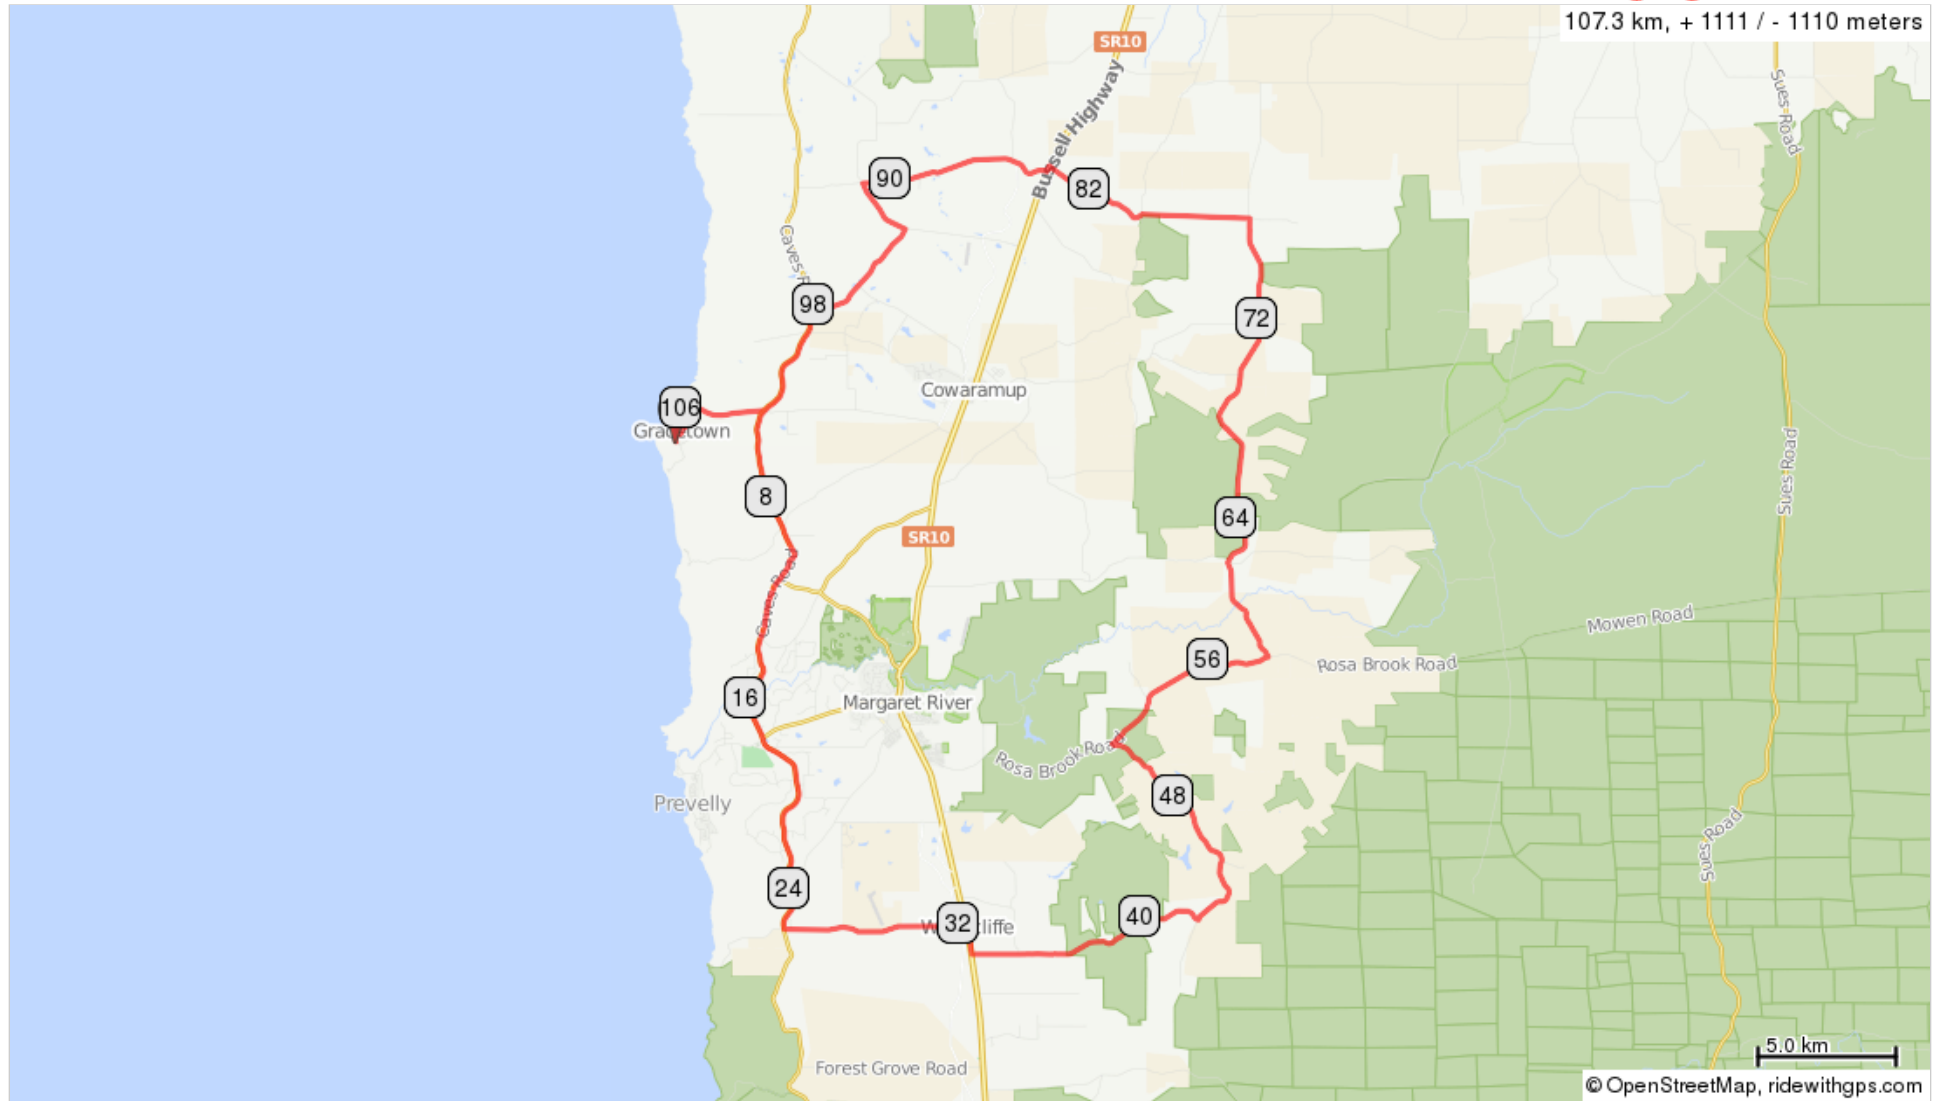 107.3 km, + 1111 / - 1110 meters
SR10
Bussell Highway
Sues Road
90
82
98
72
Cowaramup
106
8
Sues Road
64
SR10
Caves Road
Mowen Road
56
Rosa Brook Road
16
Margaret River
Rosa Brook Road
48
Prevelly
Sues Road
24
40
32
5.0 km
Forest Grove Road
© OpenStreetMap, ridewithgps.com